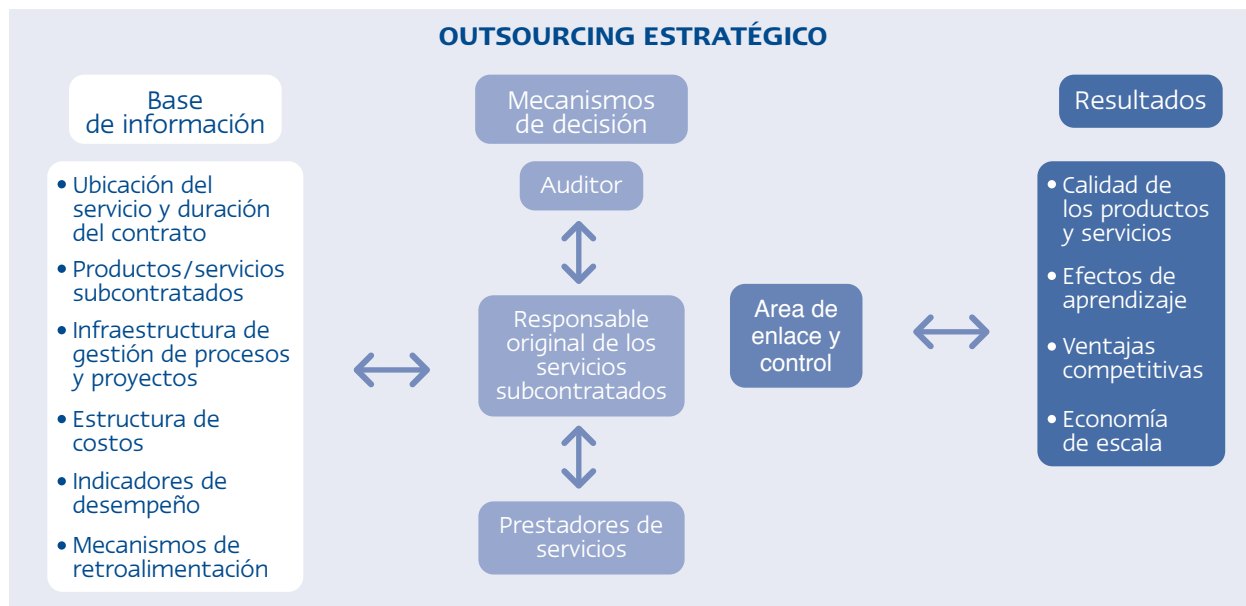 OUTSOURCING ESTRATÉGICO
Base
de información
• Ubicación del
servicio y duración
del contrato
• Productos/servicios
subcontratados
• Infraestructura de
gestión de procesos
y proyectos
• Estructura de
costos
• Indicadores de
desempeño
• Mecanismos de
retroalimentación
Mecanismos
de decisión
Auditor
Responsable
original de los
servicios
subcontratados
Prestadores de
servicios
Area de
enlace y
control
Resultados
• Calidad de
los productos
y servicios
• Efectos de
aprendizaje
• Ventajas
competitivas
• Economía
de escala